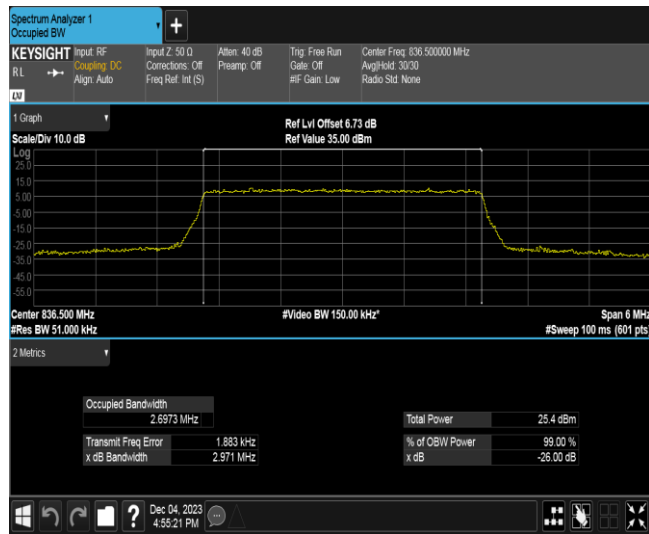 Spectrum Analyzer 1
Occupied BW
+
KEYSIGHT
RL
LXI
Input: RF
Coupling: DC
Align: Auto
Input Z: 50 Ω
Corrections: Off
Freq Ref: Int (S)
Atten: 40 dB
Preamp: Off
Trig: Free Run
Gate: Off
#IF Gain: Low
Center Freq: 836.500000 MHz
Avg|Hold: 30/30
Radio Std: None
1 Graph
Scale/Div 10.0 dB
Ref Lvl Offset 6.73 dB
Ref Value 35.00 dBm
Log
25.0
15.0
5.00
-5.00
-15.0
-25.0
-35.0
-45.0
-55.0
Center 836.500 MHz
#Res BW 51.000 kHz
#Video BW 150.00 kHz*
Span 6 MHz
#Sweep 100 ms (601 pts)
2 Metrics
Occupied Bandwidth
2.6973 MHz
Transmit Freq Error 1.883 kHz
x dB Bandwidth 2.971 MHz
Total Power 25.4 dBm
% of OBW Power 99.00 %
x dB -26.00 dB
?
Dec 04, 2023
4:55:21 PM